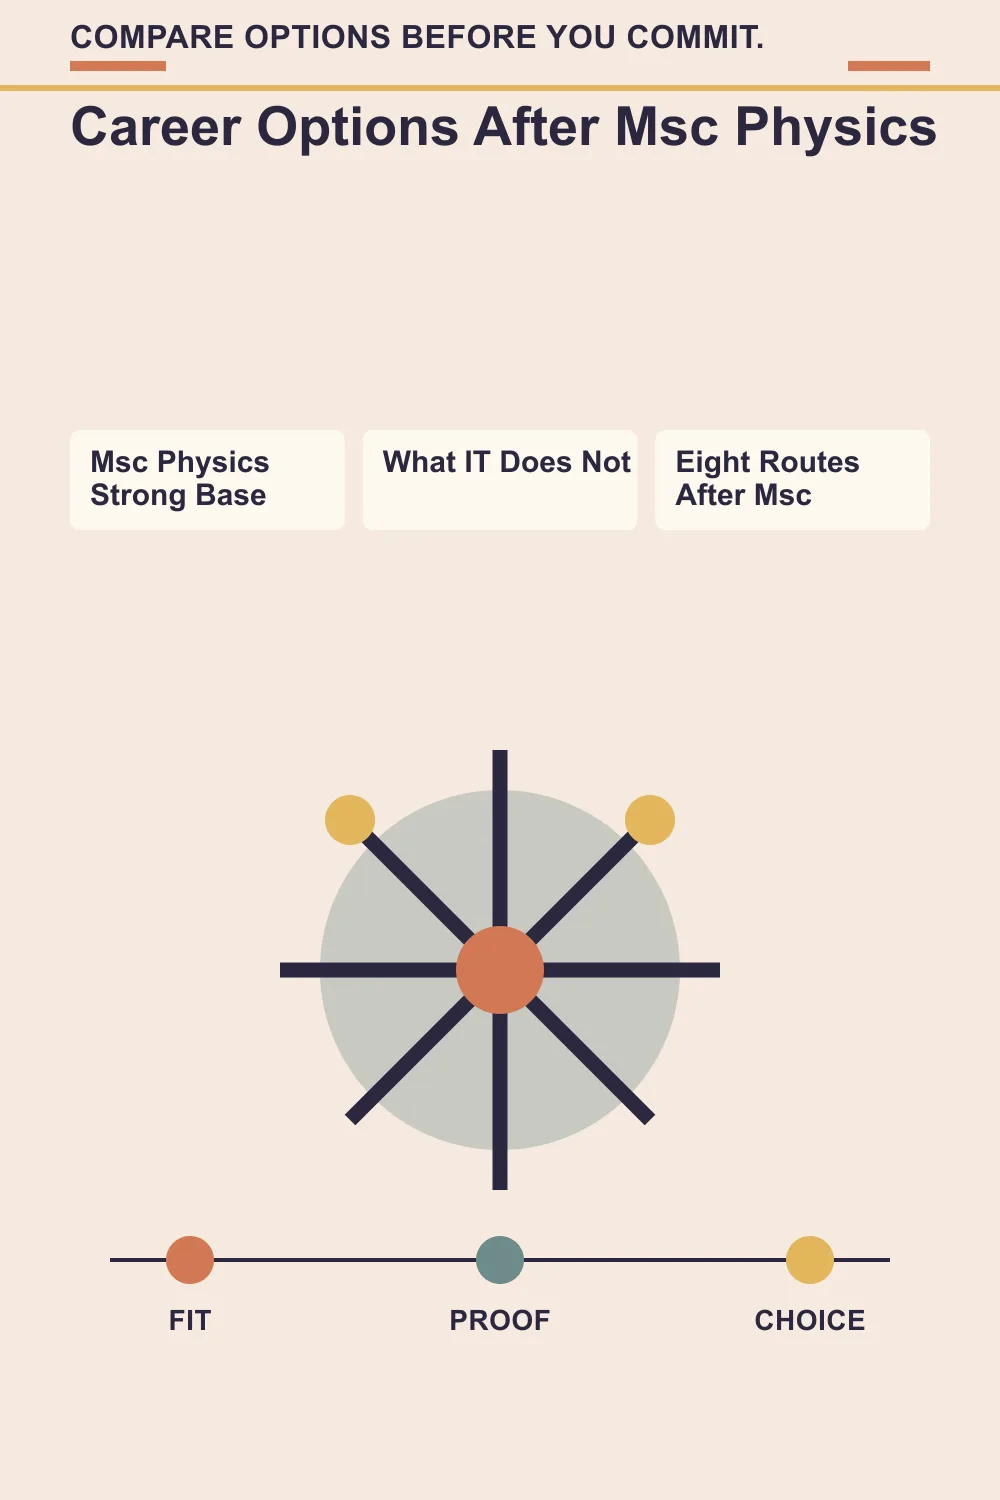 COMPARE OPTIONS BEFORE YOU COMMIT.
Career Options After Msc Physics
Msc Physics
Strong Base
What IT Does Not
Eight Routes
After Msc
FIT
PROOF
CHOICE